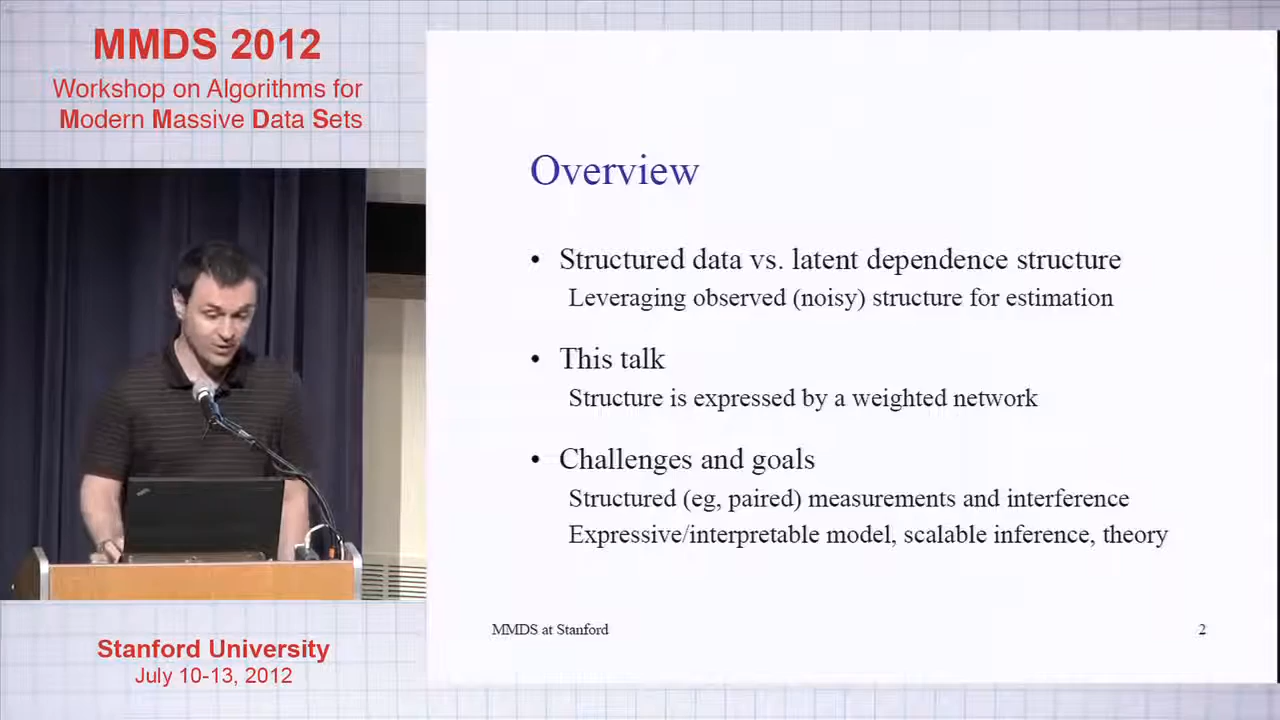 MMDS 2012
Workshop on Algorithms for
Modern Massive Data Sets
Overview
• Structured data vs. latent dependence structure
Leveraging observed (noisy) structure for estimation
• This talk
Structure is expressed by a weighted network
• Challenges and goals
Structured (eg, paired) measurements and interference
Expressive/interpretable model, scalable inference, theory
MMDS at Stanford
2
Stanford University
July 10-13, 2012